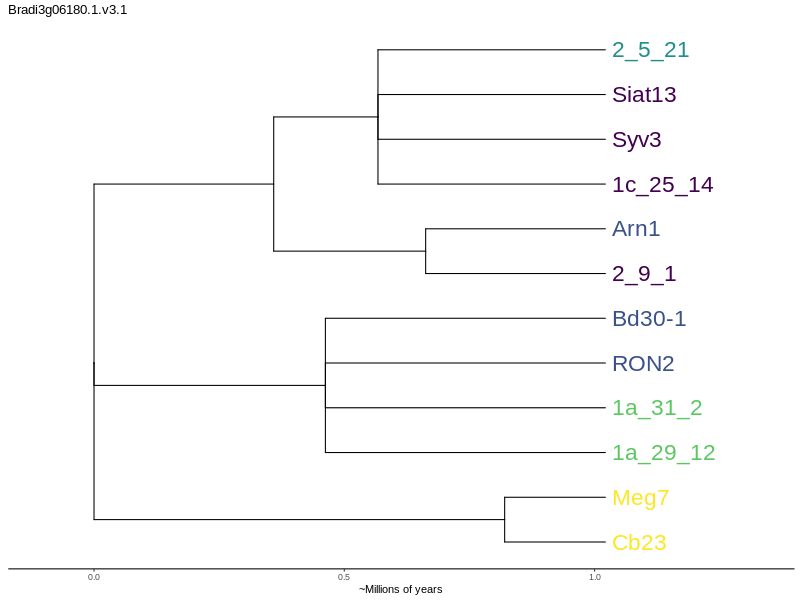 Bradi3g06180.1.v3.1
2_5_21
Siat13
Syv3
1c_25_14
Arn1
2_9_1
Bd30-1
RON2
1a_31_2
1a_29_12
Meg7
Cb23
0.0 0.5 1.0
~Millions of years